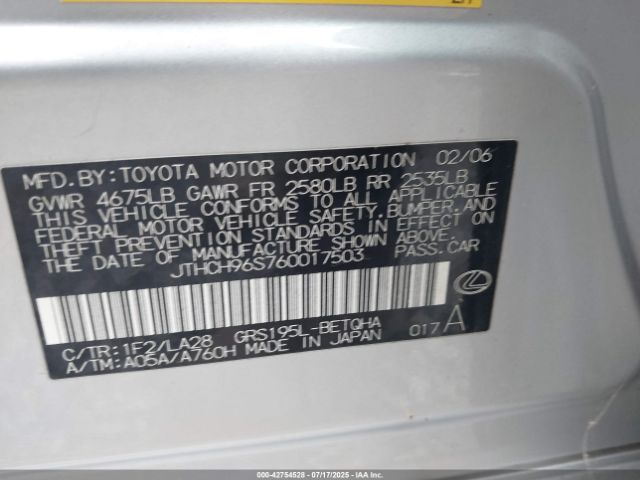 MFD. BY: TOYOTA MOTOR CORPORATION 02/06
GVWR 4675LB GAWR FR 2580LB RR 2535LB
THIS VEHICLE CONFORMS TO ALL APPLICABLE
FEDERAL MOTOR VEHICLE SAFETY, BUMPER, AND
THEFT PREVENTION STANDARDS IN EFFECT ON
THE DATE OF MANUFACTURE SHOWN ABOVE.
JTHCH96S760017503 PASS. CAR
C/TR: 1F2/LA28 GRS195L-BETQHA
A/TM: A05A/A760H MADE IN JAPAN 017 A
000-42754528 - 07/17/2025 - IAA Inc.